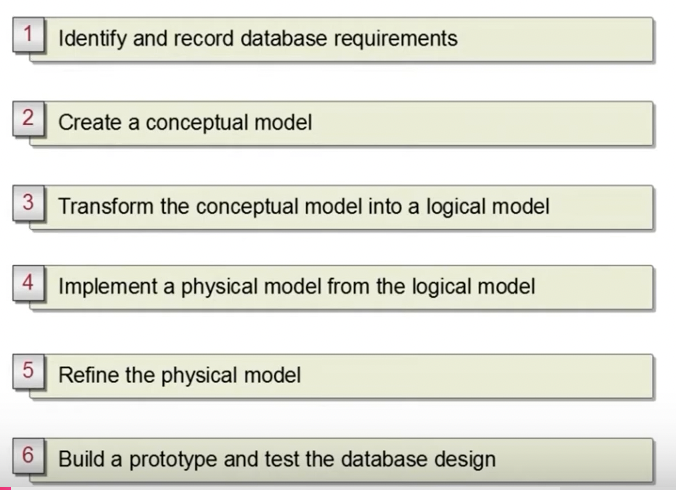 1 Identify and record database requirements
2 Create a conceptual model
3 Transform the conceptual model into a logical model
4 Implement a physical model from the logical model
5 Refine the physical model
6 Build a prototype and test the database design